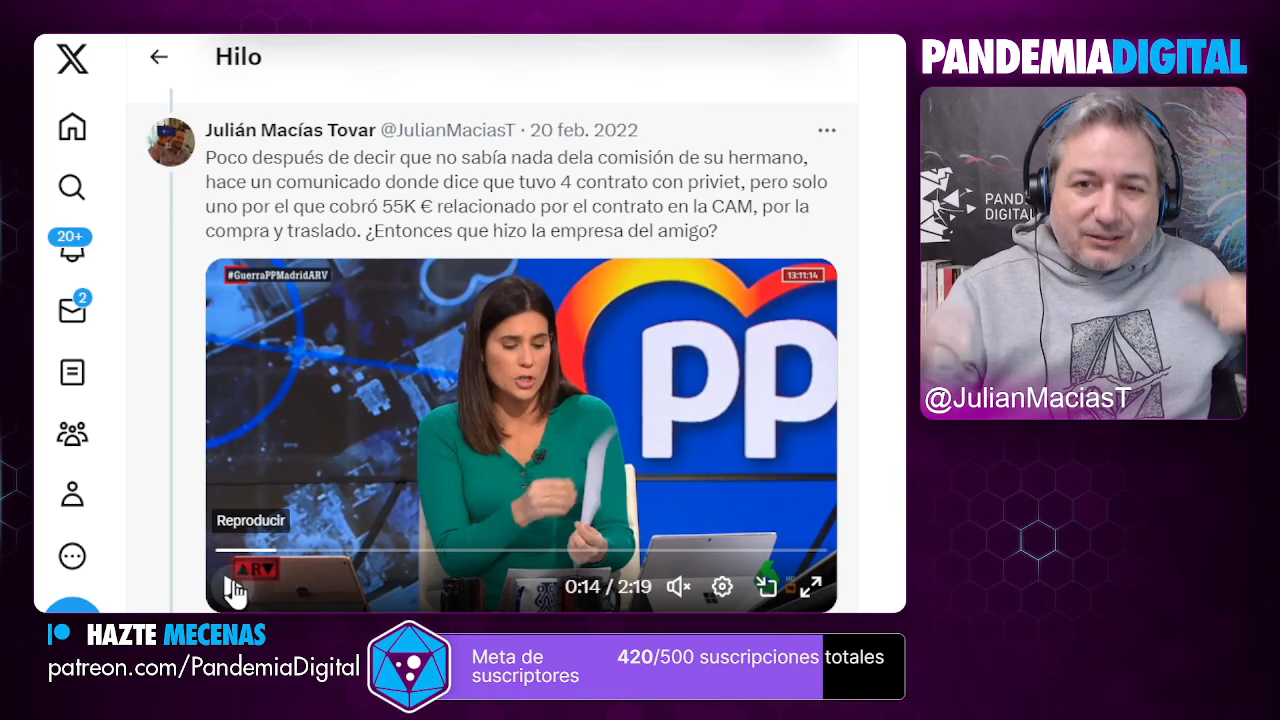 Hilo
Julián Macías Tovar @JulianMaciasT · 20 feb. 2022
Poco después de decir que no sabía nada dela comisión de su hermano,
hace un comunicado donde dice que tuvo 4 contrato con priviet, pero solo
uno por el que cobró 55K € relacionado por el contrato en la CAM, por la
compra y traslado. ¿Entonces que hizo la empresa del amigo?
20+
2
#GuerraPPMadridARV
13:11:14
PP
Reproducir
ARV
0:14 / 2:19
PANDEMIADIGITAL
PAND
DIGITAL
@JulianMaciasT
HAZTE MECENAS
patreon.com/PandemiaDigital
Meta de
suscriptores
420/500 suscripciones totales